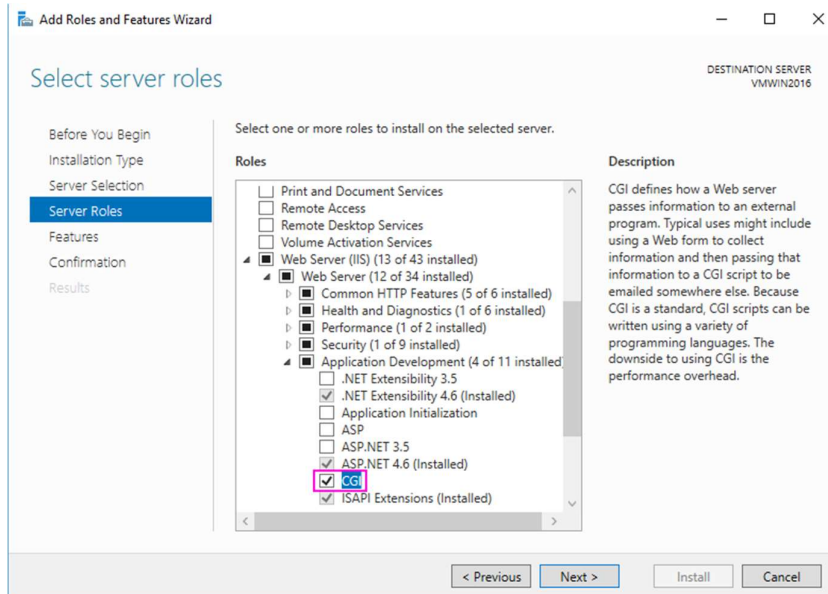 Add Roles and Features Wizard
Select server roles
DESTINATION SERVER
VMWIN2016
Before You Begin
Installation Type
Server Selection
Server Roles
Features
Confirmation
Results
Select one or more roles to install on the selected server.
Roles
Print and Document Services
Remote Access
Remote Desktop Services
Volume Activation Services
Web Server (IIS) (13 of 43 installed)
Web Server (12 of 34 installed)
Common HTTP Features (5 of 6 installed)
Health and Diagnostics (1 of 6 installed)
Performance (1 of 2 installed)
Security (1 of 9 installed)
Application Development (4 of 11 installed
.NET Extensibility 3.5
.NET Extensibility 4.6 (Installed)
Application Initialization
ASP
ASP.NET 3.5
ASP.NET 4.6 (Installed)
CGI
ISAPI Extensions (Installed)
Description
CGI defines how a Web server
passes information to an external
program. Typical uses might include
using a Web form to collect
information and then passing that
information to a CGI script to be
emailed somewhere else. Because
CGI is a standard, CGI scripts can be
written using a variety of
programming languages. The
downside to using CGI is the
performance overhead.
< Previous
Next >
Install
Cancel